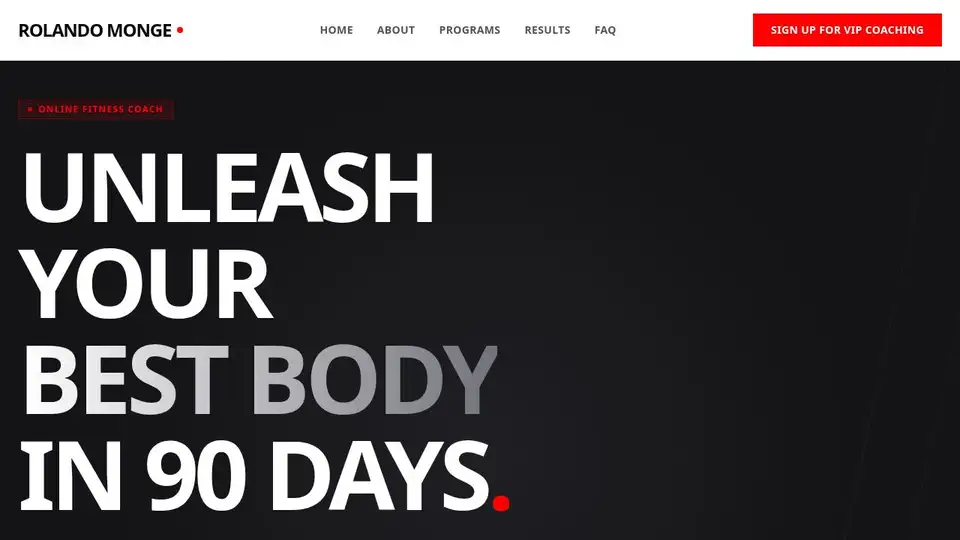 ROLANDO MONGE
HOME ABOUT PROGRAMS RESULTS FAQ
SIGN UP FOR VIP COACHING
ONLINE FITNESS COACH
UNLEASH
YOUR
BEST BODY
IN 90 DAYS.